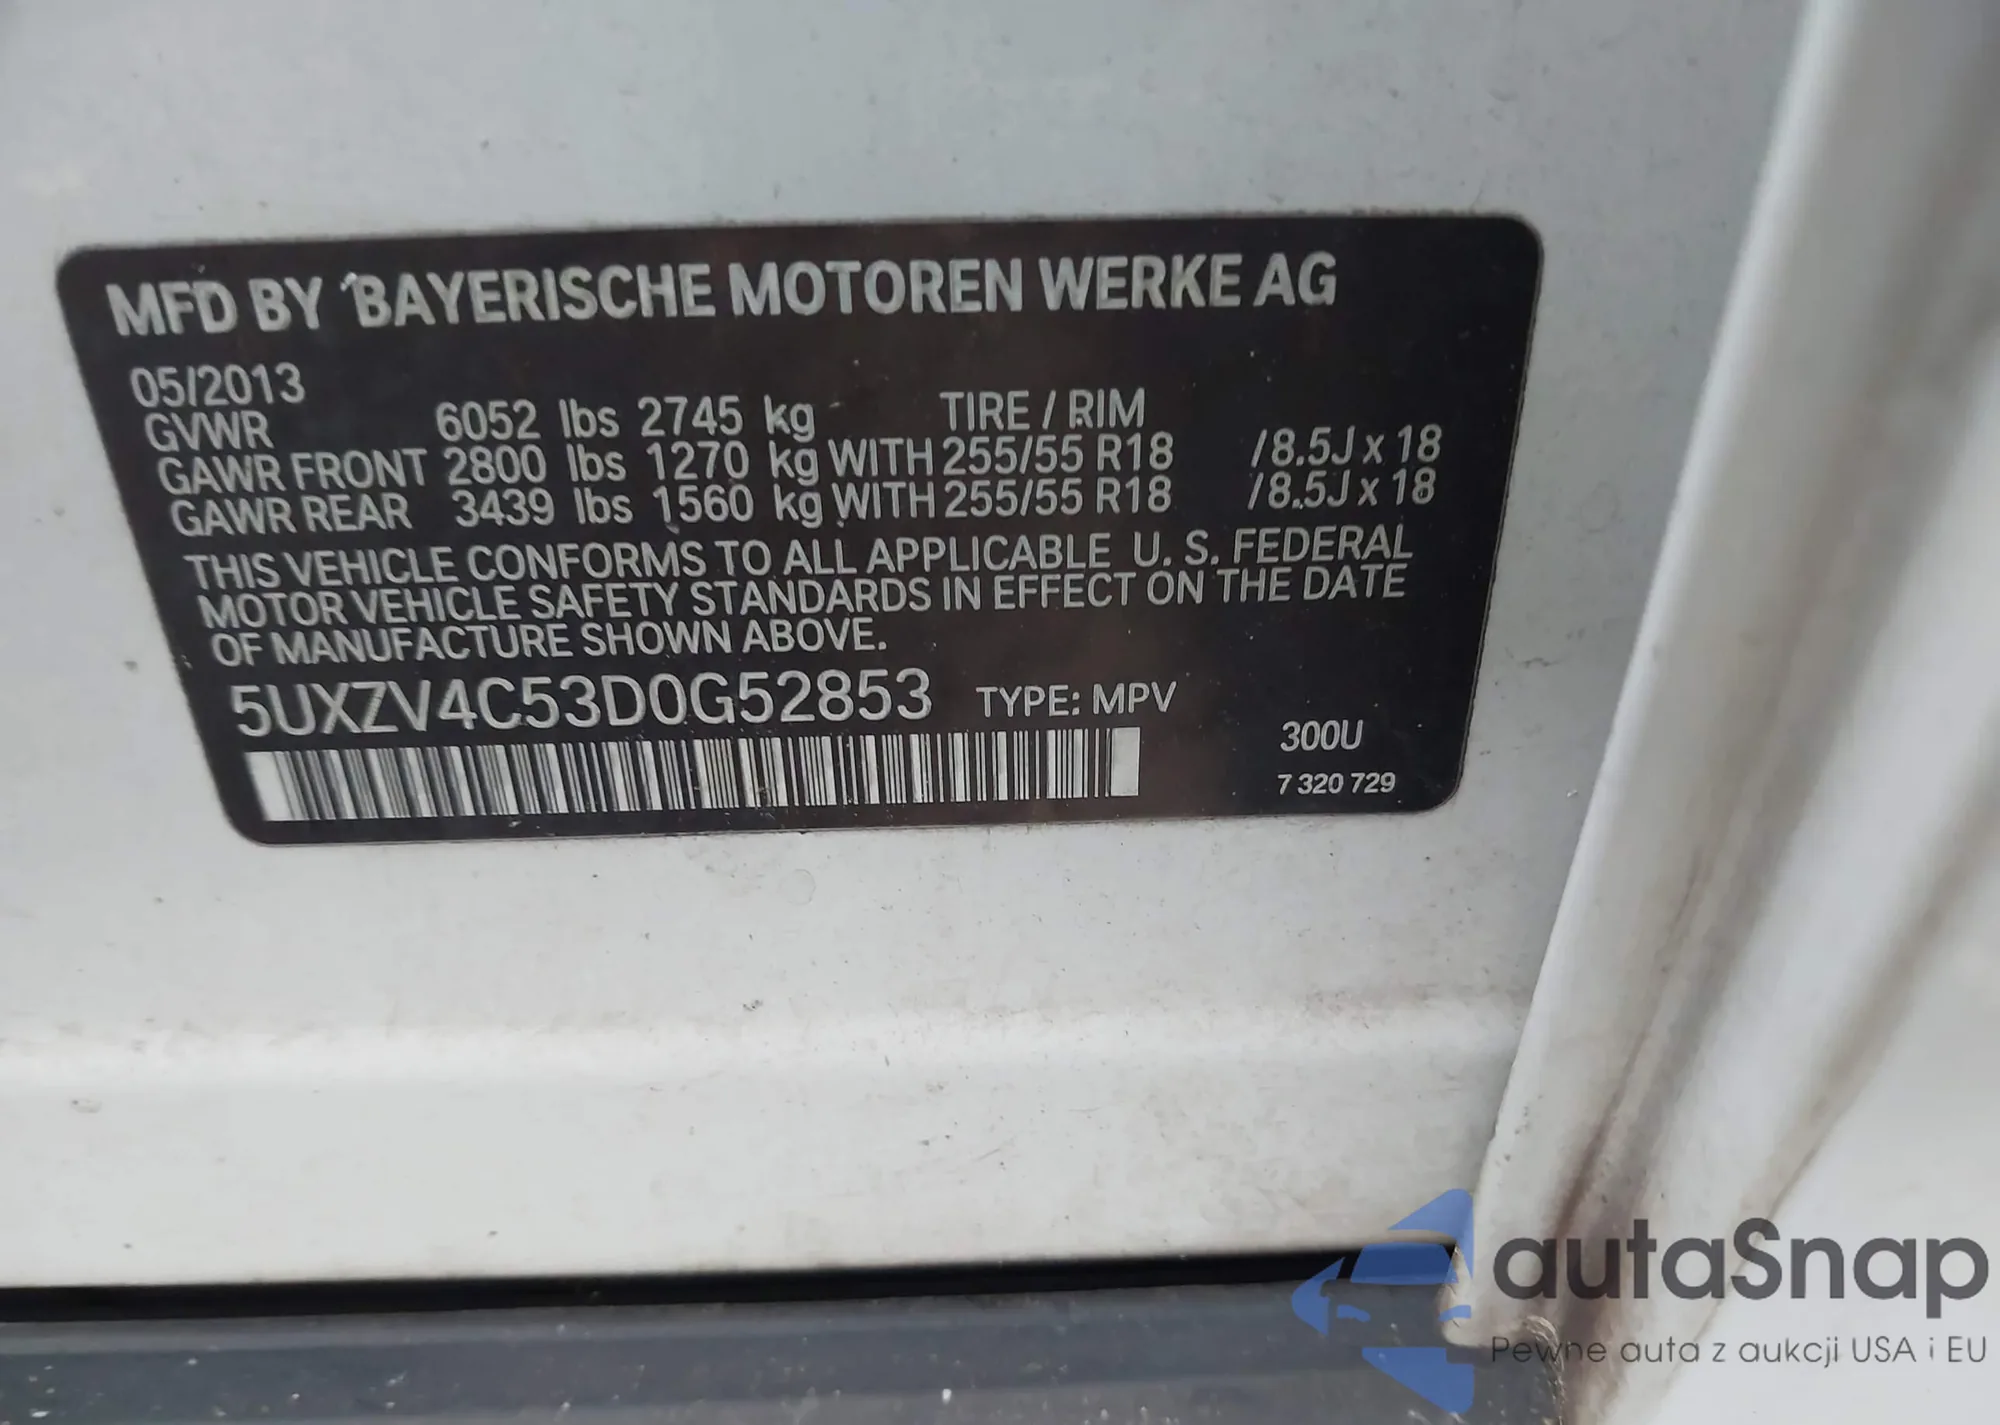 MFD BY BAYERISCHE MOTOREN WERKE AG
05/2013
GVWR 6052 lbs 2745 kg TIRE / RIM
GAWR FRONT 2800 lbs 1270 kg WITH 255/55 R18 /8.5J x 18
GAWR REAR 3439 lbs 1560 kg WITH 255/55 R18 /8.5J x 18
THIS VEHICLE CONFORMS TO ALL APPLICABLE U. S. FEDERAL
MOTOR VEHICLE SAFETY STANDARDS IN EFFECT ON THE DATE
OF MANUFACTURE SHOWN ABOVE.
5UXZV4C53D0G52853 TYPE: MPV
300U
7 320 729
autaSnap
Pewne auta z aukcji USA i EU